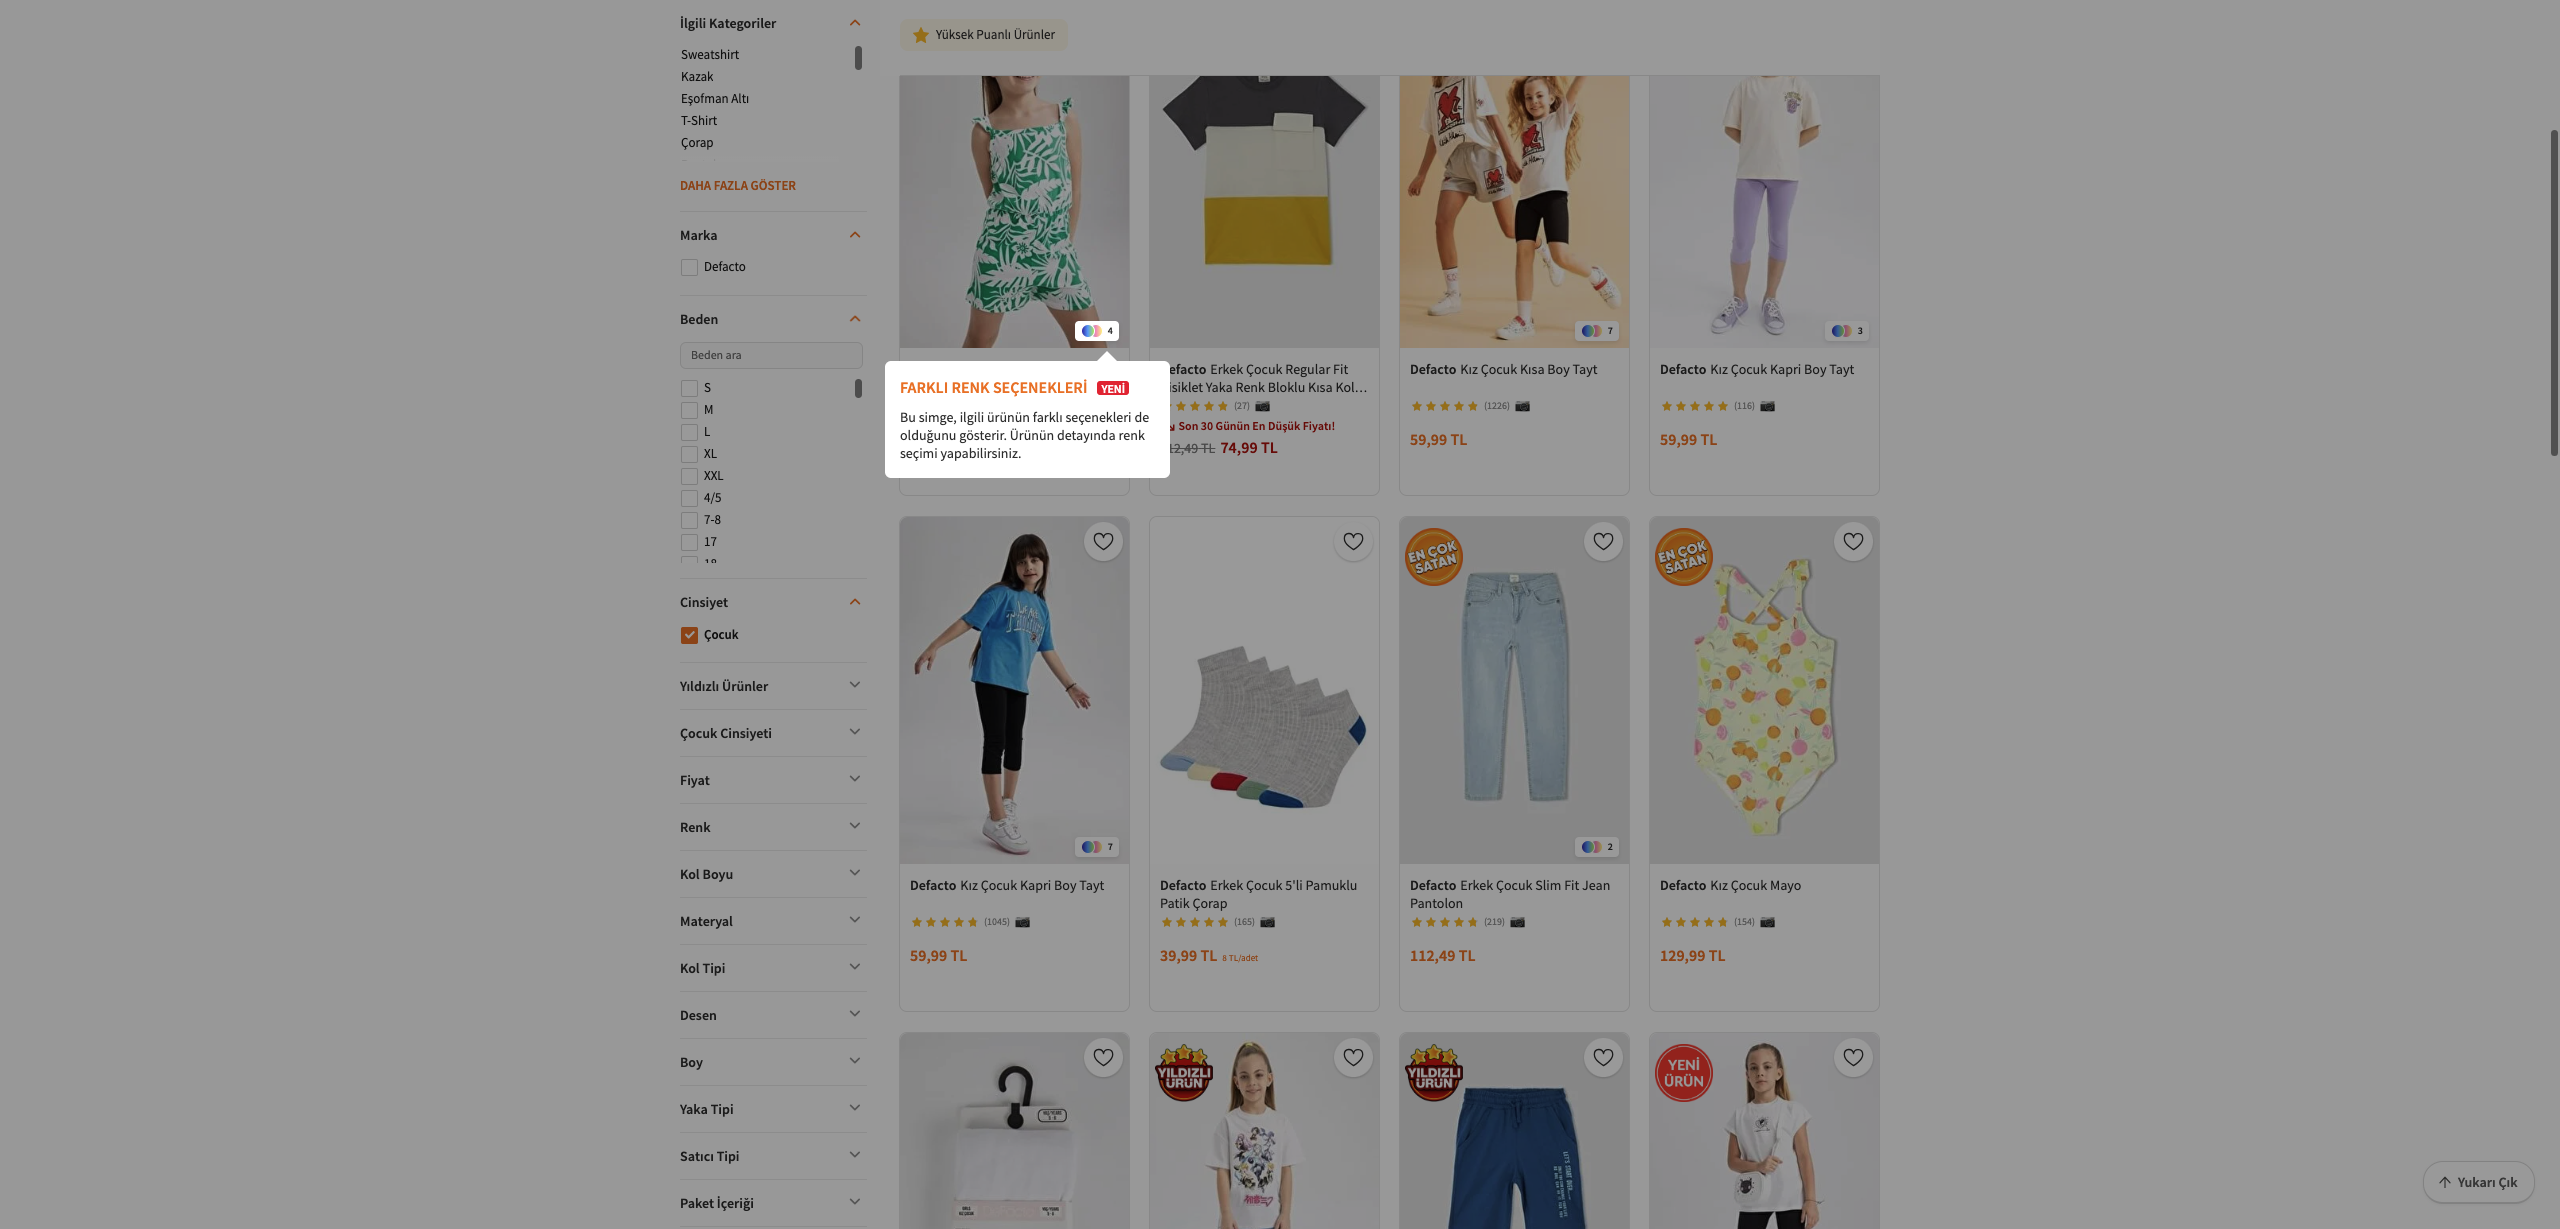 İlgili Kategoriler
Sweatshirt
Kazak
Eşofman Altı
T-Shirt
Çorap
DAHA FAZLA GÖSTER
Marka
Defacto
Beden
Beden ara
S
M
L
XL
XXL
4/5
7-8
17
18
Cinsiyet
Çocuk
Yıldızlı Ürünler
Çocuk Cinsiyeti
Fiyat
Renk
Kol Boyu
Materyal
Kol Tipi
Desen
Boy
Yaka Tipi
Satıcı Tipi
Paket İçeriği
Yüksek Puanlı Ürünler
4
7
3
FARKLI RENK SEÇENEKLERİ YENİ
Bu simge, ilgili ürünün farklı seçenekleri de
olduğunu gösterir. Ürünün detayında renk
seçimi yapabilirsiniz.
efacto Erkek Çocuk Regular Fit
isiklet Yaka Renk Bloklu Kısa Kol...
(27)
Son 30 Günün En Düşük Fiyatı!
12,49 TL 74,99 TL
Defacto Kız Çocuk Kısa Boy Tayt
(1226)
59,99 TL
Defacto Kız Çocuk Kapri Boy Tayt
(116)
59,99 TL
7
Defacto Kız Çocuk Kapri Boy Tayt
(1045)
59,99 TL
Defacto Erkek Çocuk 5'li Pamuklu
Patik Çorap
(165)
39,99 TL 8 TL/adet
EN ÇOK
SATAN
2
Defacto Erkek Çocuk Slim Fit Jean
Pantolon
(219)
112,49 TL
EN ÇOK
SATAN
Defacto Kız Çocuk Mayo
(154)
129,99 TL
YILDIZLI
ÜRÜN
YILDIZLI
ÜRÜN
YENİ
ÜRÜN
Yukarı Çık